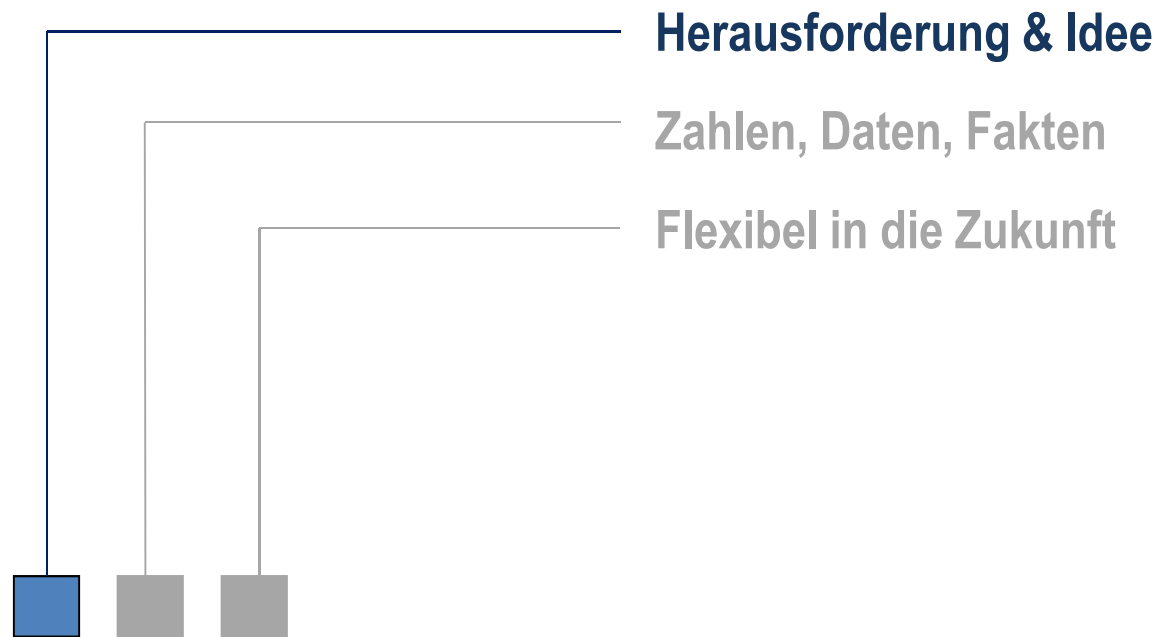 Herausforderung & Idee
Zahlen, Daten, Fakten
Flexibel in die Zukunft